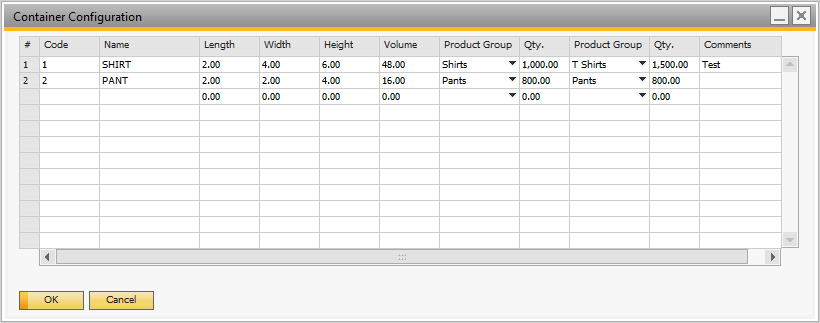 Container Configuration
# Code Name Length Width Height Volume Product Group Qty. Product Group Qty. Comments
1 1 SHIRT 2.00 4.00 6.00 48.00 Shirts 1,000.00 T Shirts 1,500.00 Test
2 2 PANT 2.00 2.00 4.00 16.00 Pants 800.00 Pants 800.00
0.00 0.00 0.00 0.00 0.00 0.00
OK Cancel